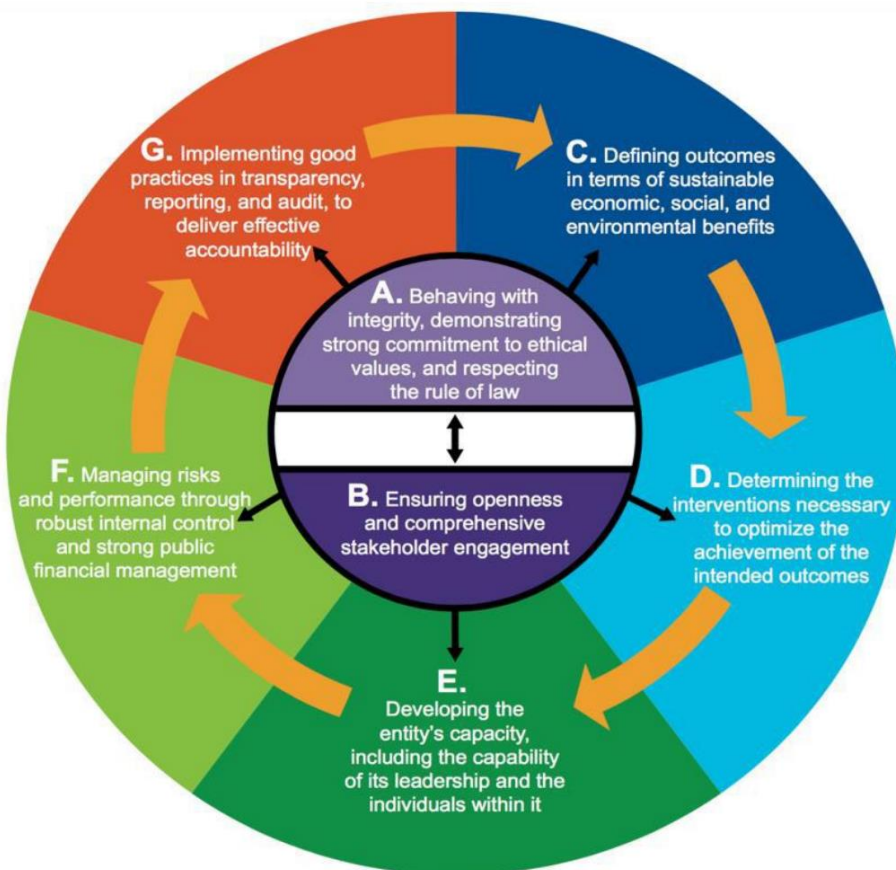 G. Implementing good
practices in transparency,
reporting, and audit, to
deliver effective
accountability
C. Defining outcomes
in terms of sustainable
economic, social, and
environmental benefits
A. Behaving with
integrity, demonstrating
strong commitment to ethical
values, and respecting
the rule of law
B. Ensuring openness
and comprehensive
stakeholder engagement
F. Managing risks
and performance through
robust internal control
and strong public
financial management
D. Determining the
interventions necessary
to optimize the
achievement of the
intended outcomes
E.
Developing the
entity's capacity,
including the capability
of its leadership and the
individuals within it